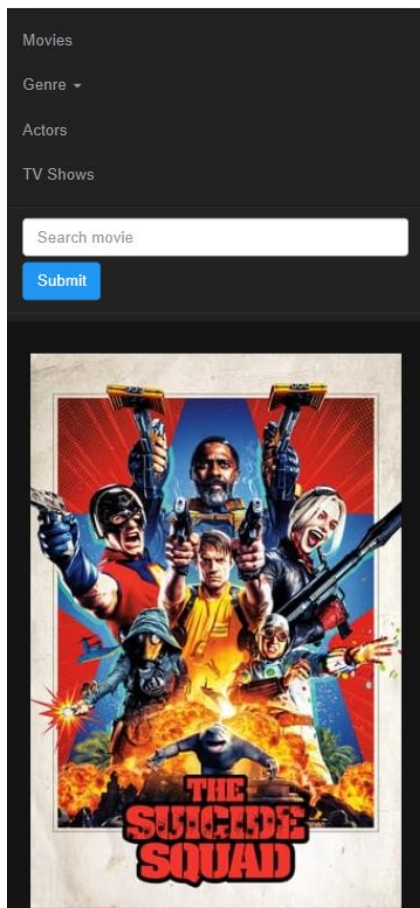 Movies
Genre
Actors
TV Shows
Search movie
Submit
THE
SUICIDE
SQUAD